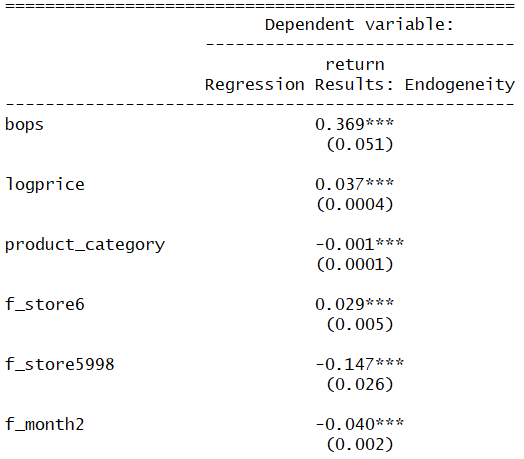 ====================================================
Dependent variable:
-------------------------------
return
Regression Results: Endogeneity
----------------------------------------------------
bops 0.369***
(0.051)
logprice 0.037***
(0.0004)
product_category -0.001***
(0.0001)
f_store6 0.029***
(0.005)
f_store5998 -0.147***
(0.026)
f_month2 -0.040***
(0.002)